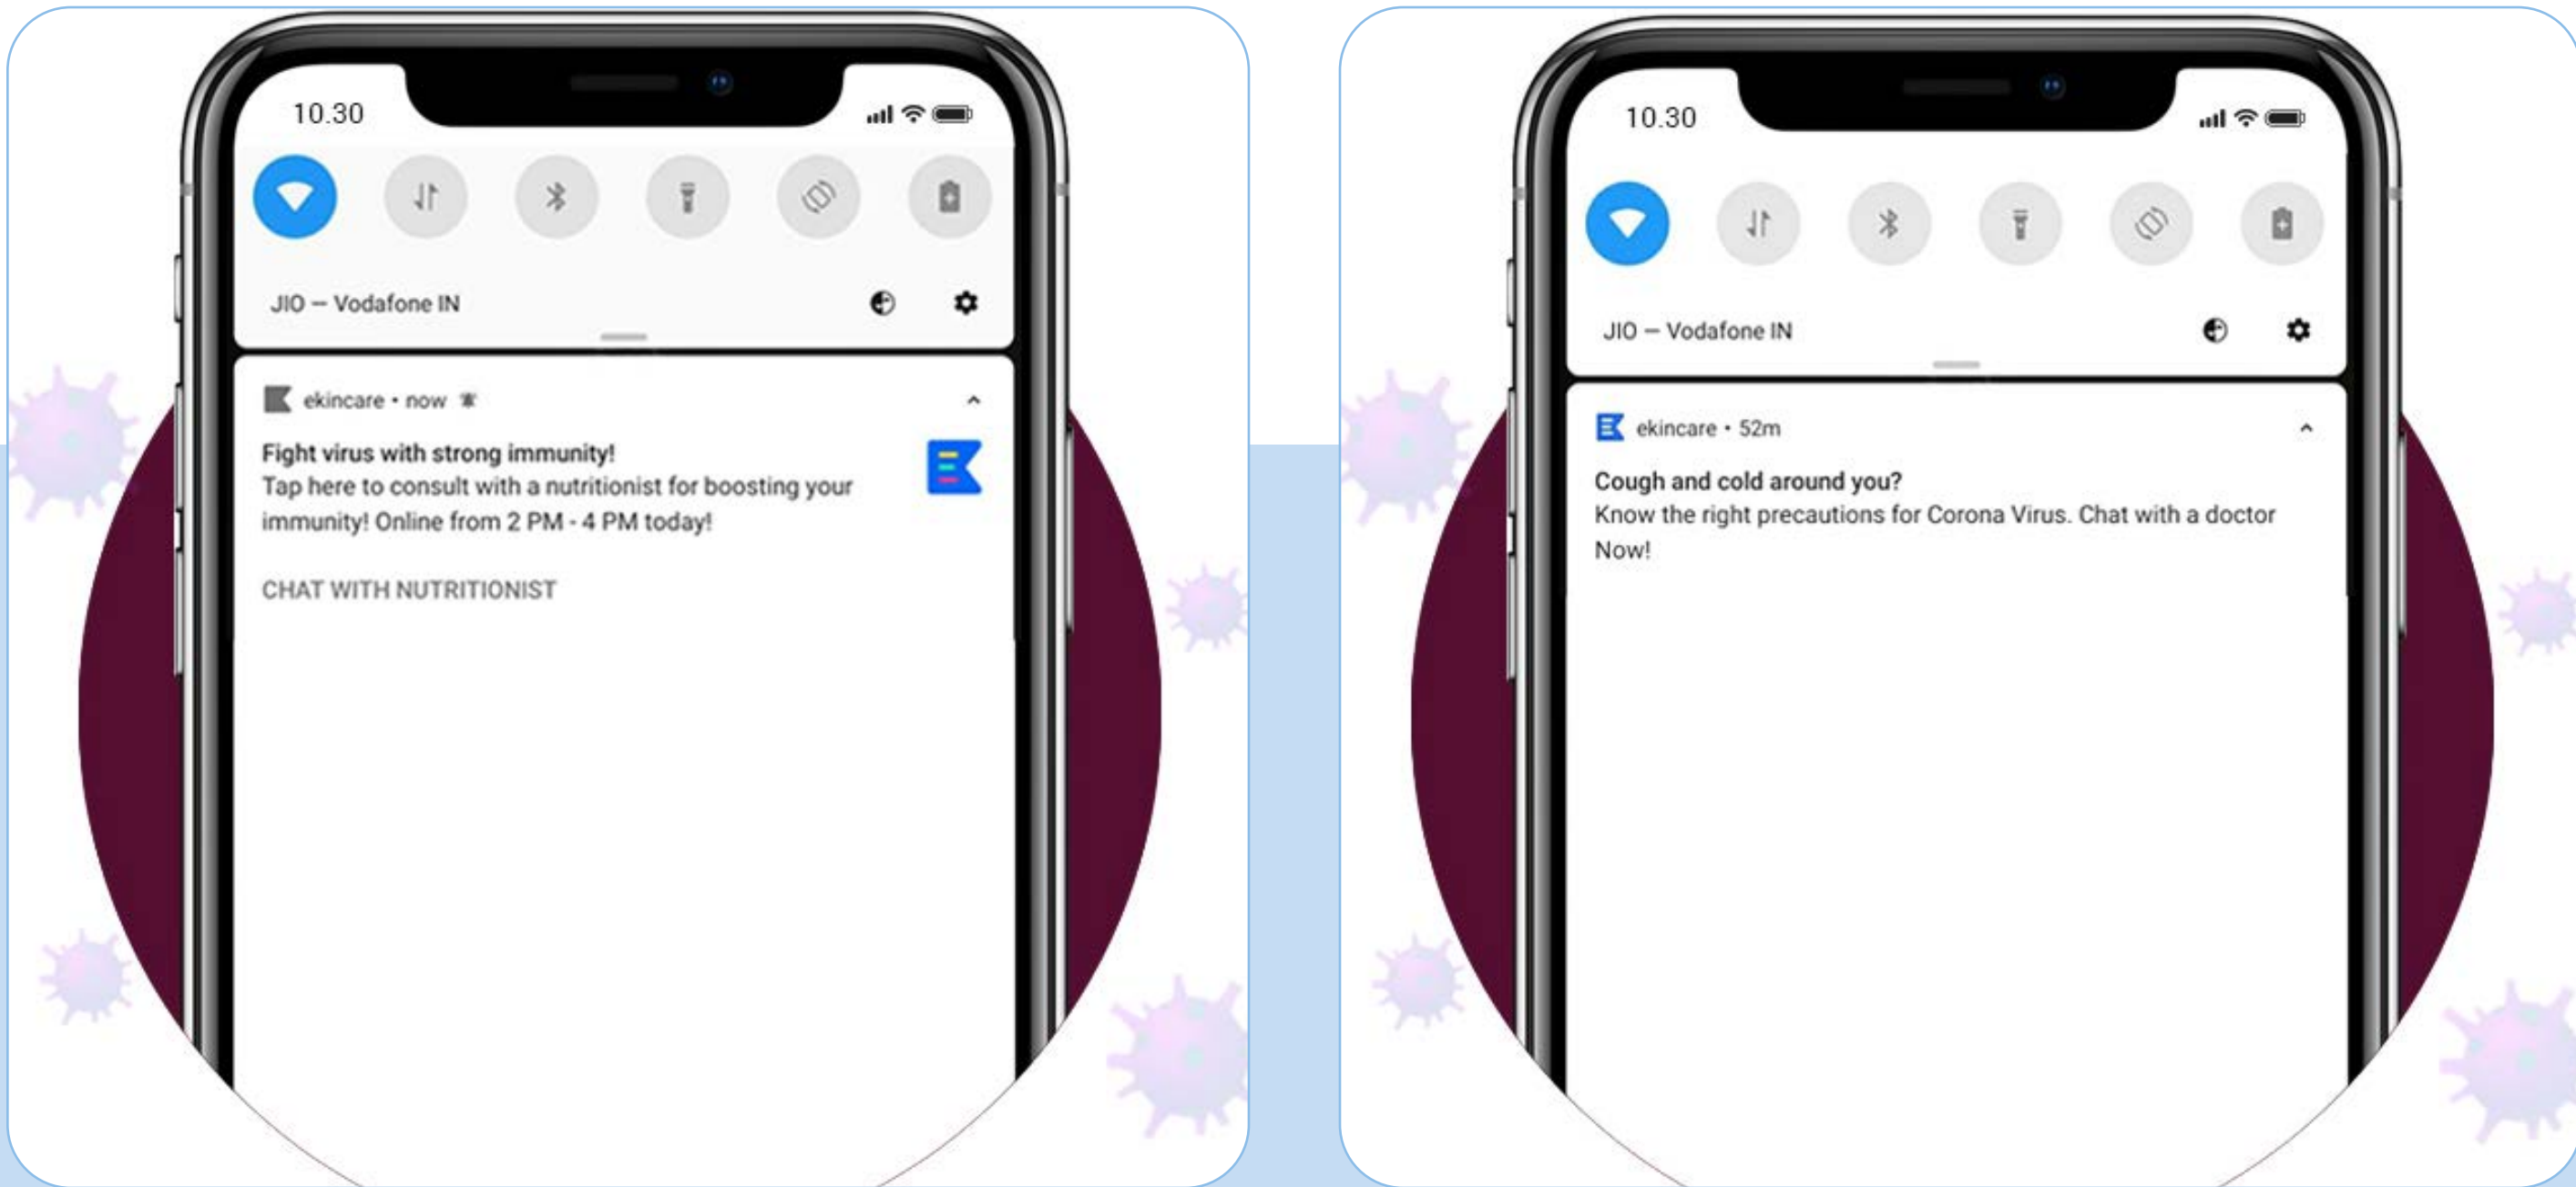 10.30
JIO – Vodafone IN
ekincare • now
Fight virus with strong immunity!
Tap here to consult with a nutritionist for boosting your
immunity! Online from 2 PM - 4 PM today!
CHAT WITH NUTRITIONIST
10.30
JIO – Vodafone IN
ekincare • 52m
Cough and cold around you?
Know the right precautions for Corona Virus. Chat with a doctor
Now!